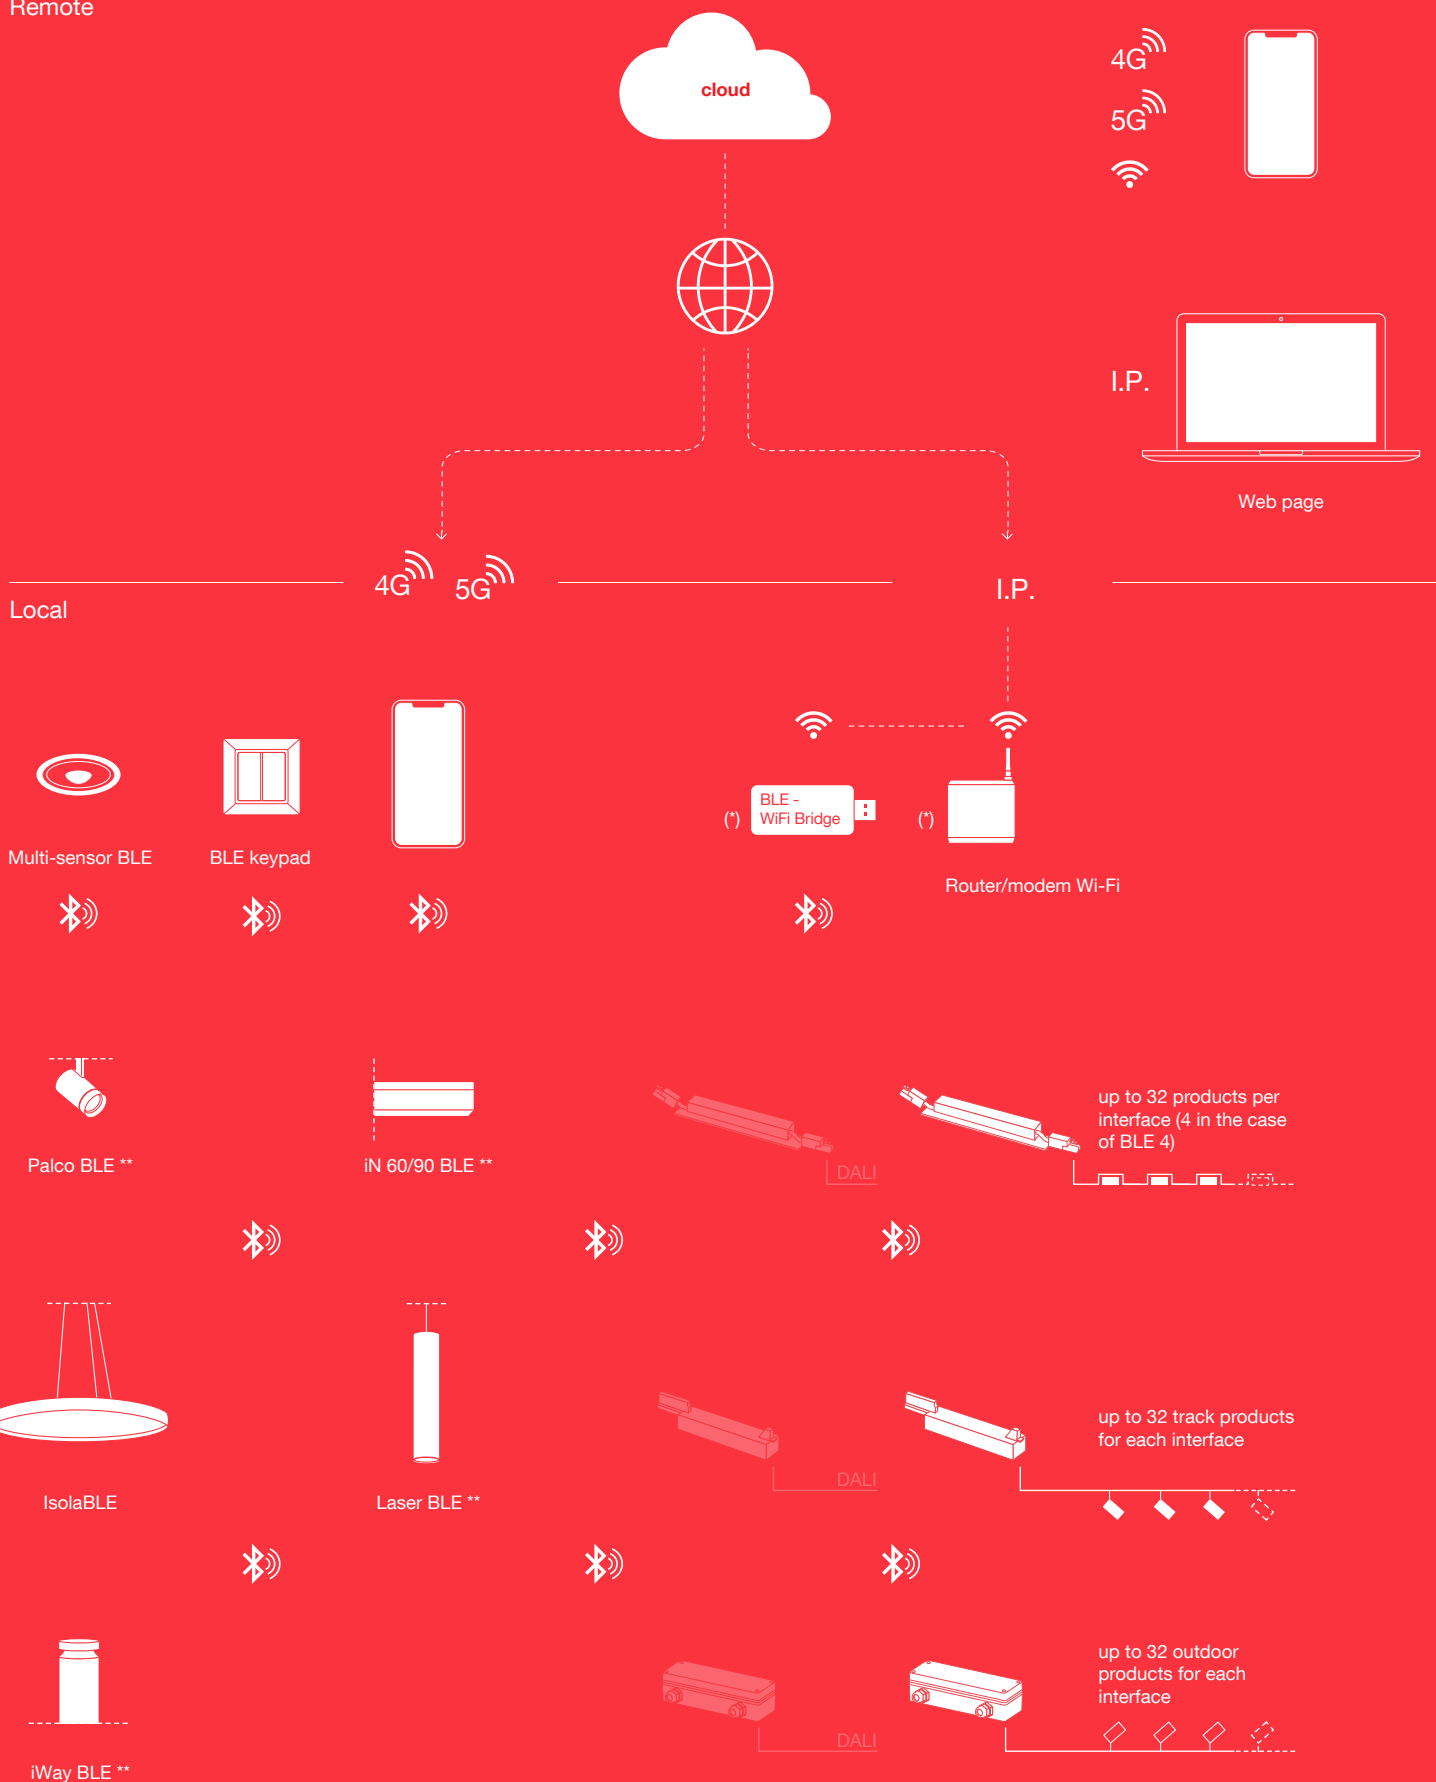 Remote
cloud
4G
5G
I.P.
Web page
4G
5G
I.P.
Local
(*)
BLE -
WiFi Bridge
(*)
Multi-sensor BLE
BLE keypad
Router/modem Wi-Fi
up to 32 products per
interface (4 in the case
of BLE 4)
Palco BLE **
iN 60/90 BLE **
DALI
up to 32 track products
for each interface
DALI
IsolaBLE
Laser BLE **
up to 32 outdoor
products for each
interface
DALI
iWay BLE **